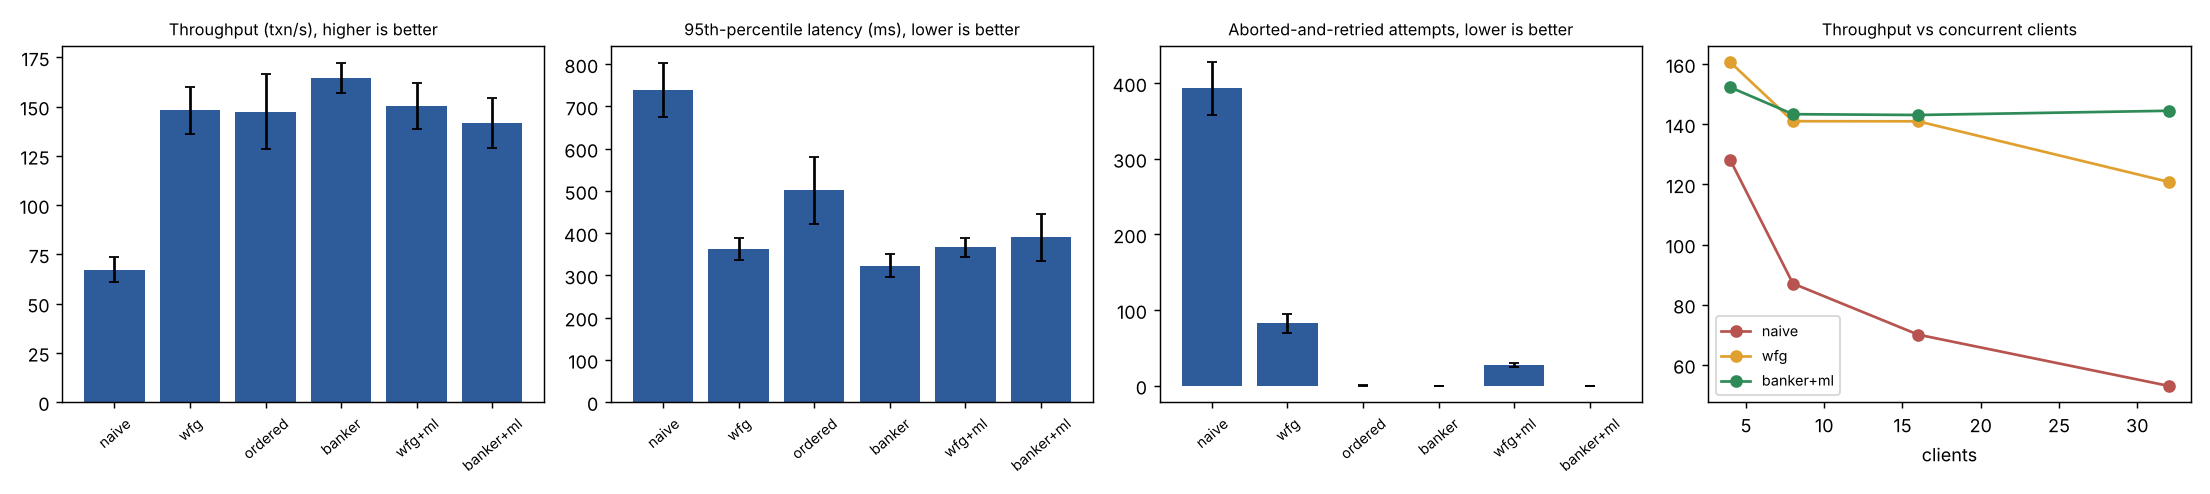 Throughput (txn/s), higher is better
175
150
125
100
75
50
25
0
naive
wfg
ordered
banker
wfg+ml
banker+ml
95th-percentile latency (ms), lower is better
800
700
600
500
400
300
200
100
0
naive
wfg
ordered
banker
wfg+ml
banker+ml
Aborted-and-retried attempts, lower is better
400
300
200
100
0
naive
wfg
ordered
banker
wfg+ml
banker+ml
Throughput vs concurrent clients
160
140
120
100
80
60
naive
wfg
banker+ml
5
10
15
20
25
30
clients